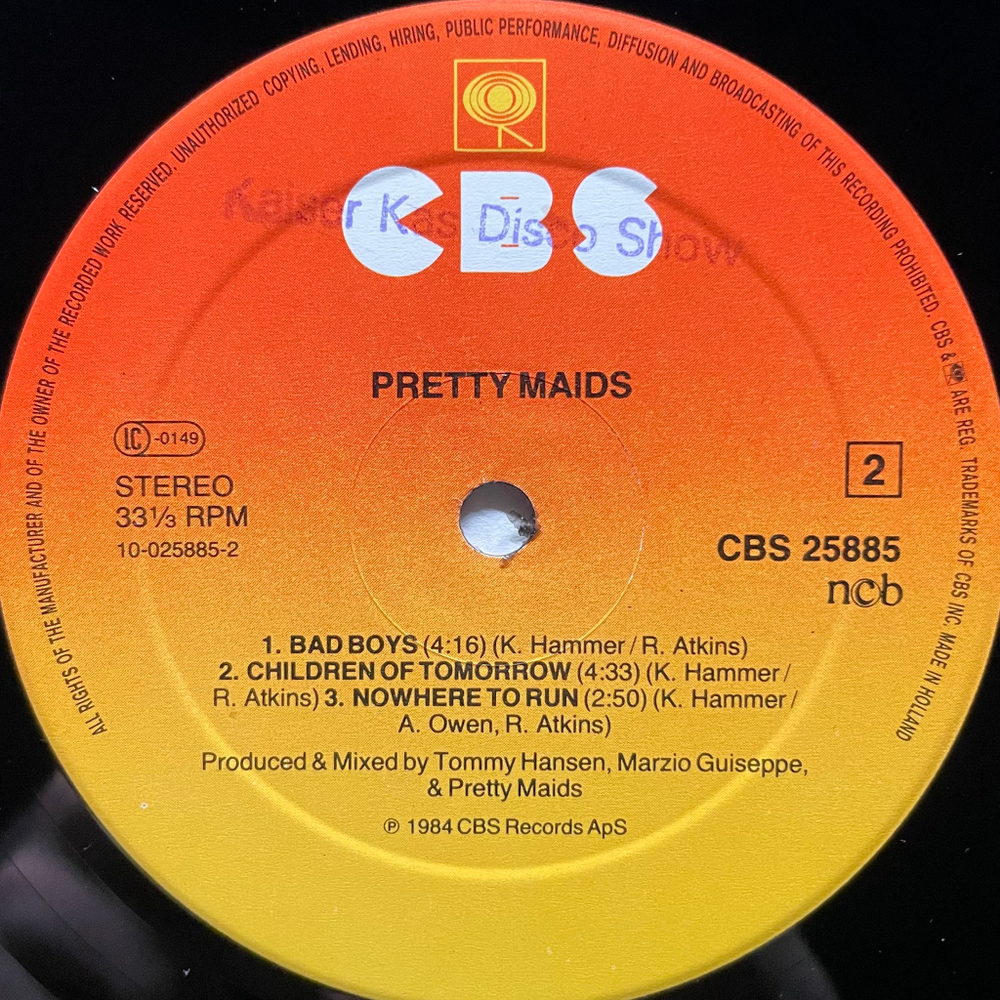 ALL RIGHTS OF THE MANUFACTURER AND OF THE OWNER OF THE RECORDED WORK RESERVED. UNAUTHORIZED COPYING, LENDING, HIRING, PUBLIC PERFORMANCE, DIFFUSION AND BROADCASTING OF THIS RECORDING PROHIBITED. CBS & ARE REG. TRADEMARKS OF CBS INC. MADE IN HOLLAND
CBS
Kaiser Kas Disco Show
PRETTY MAIDS
LC -0149
STEREO
33⅓ RPM
10-025885-2
2
CBS 25885
ncb
1. BAD BOYS (4:16) (K. Hammer / R. Atkins)
2. CHILDREN OF TOMORROW (4:33) (K. Hammer /
R. Atkins) 3. NOWHERE TO RUN (2:50) (K. Hammer /
A. Owen, R. Atkins)
Produced & Mixed by Tommy Hansen, Marzio Guiseppe,
& Pretty Maids
℗ 1984 CBS Records ApS